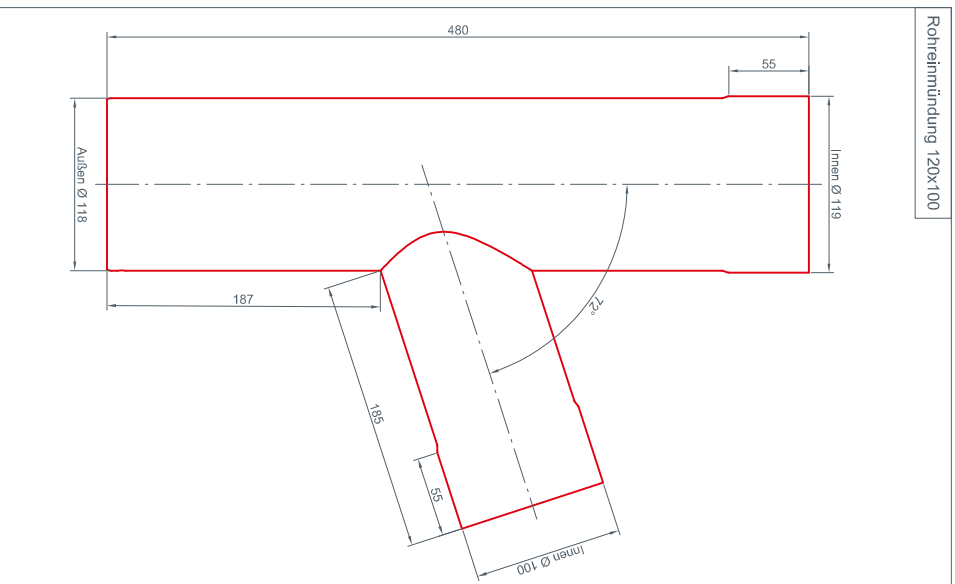 Rohreinmündung 120x100
480
55
Innen Ø 119
Außen Ø 118
187
72°
185
55
Innen Ø 100